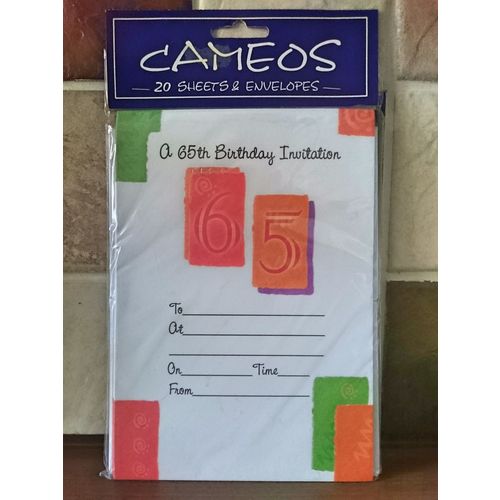 CAMEOS
20 SHEETS & ENVELOPES
A 65th Birthday Invitation
65
To
At
On Time
From